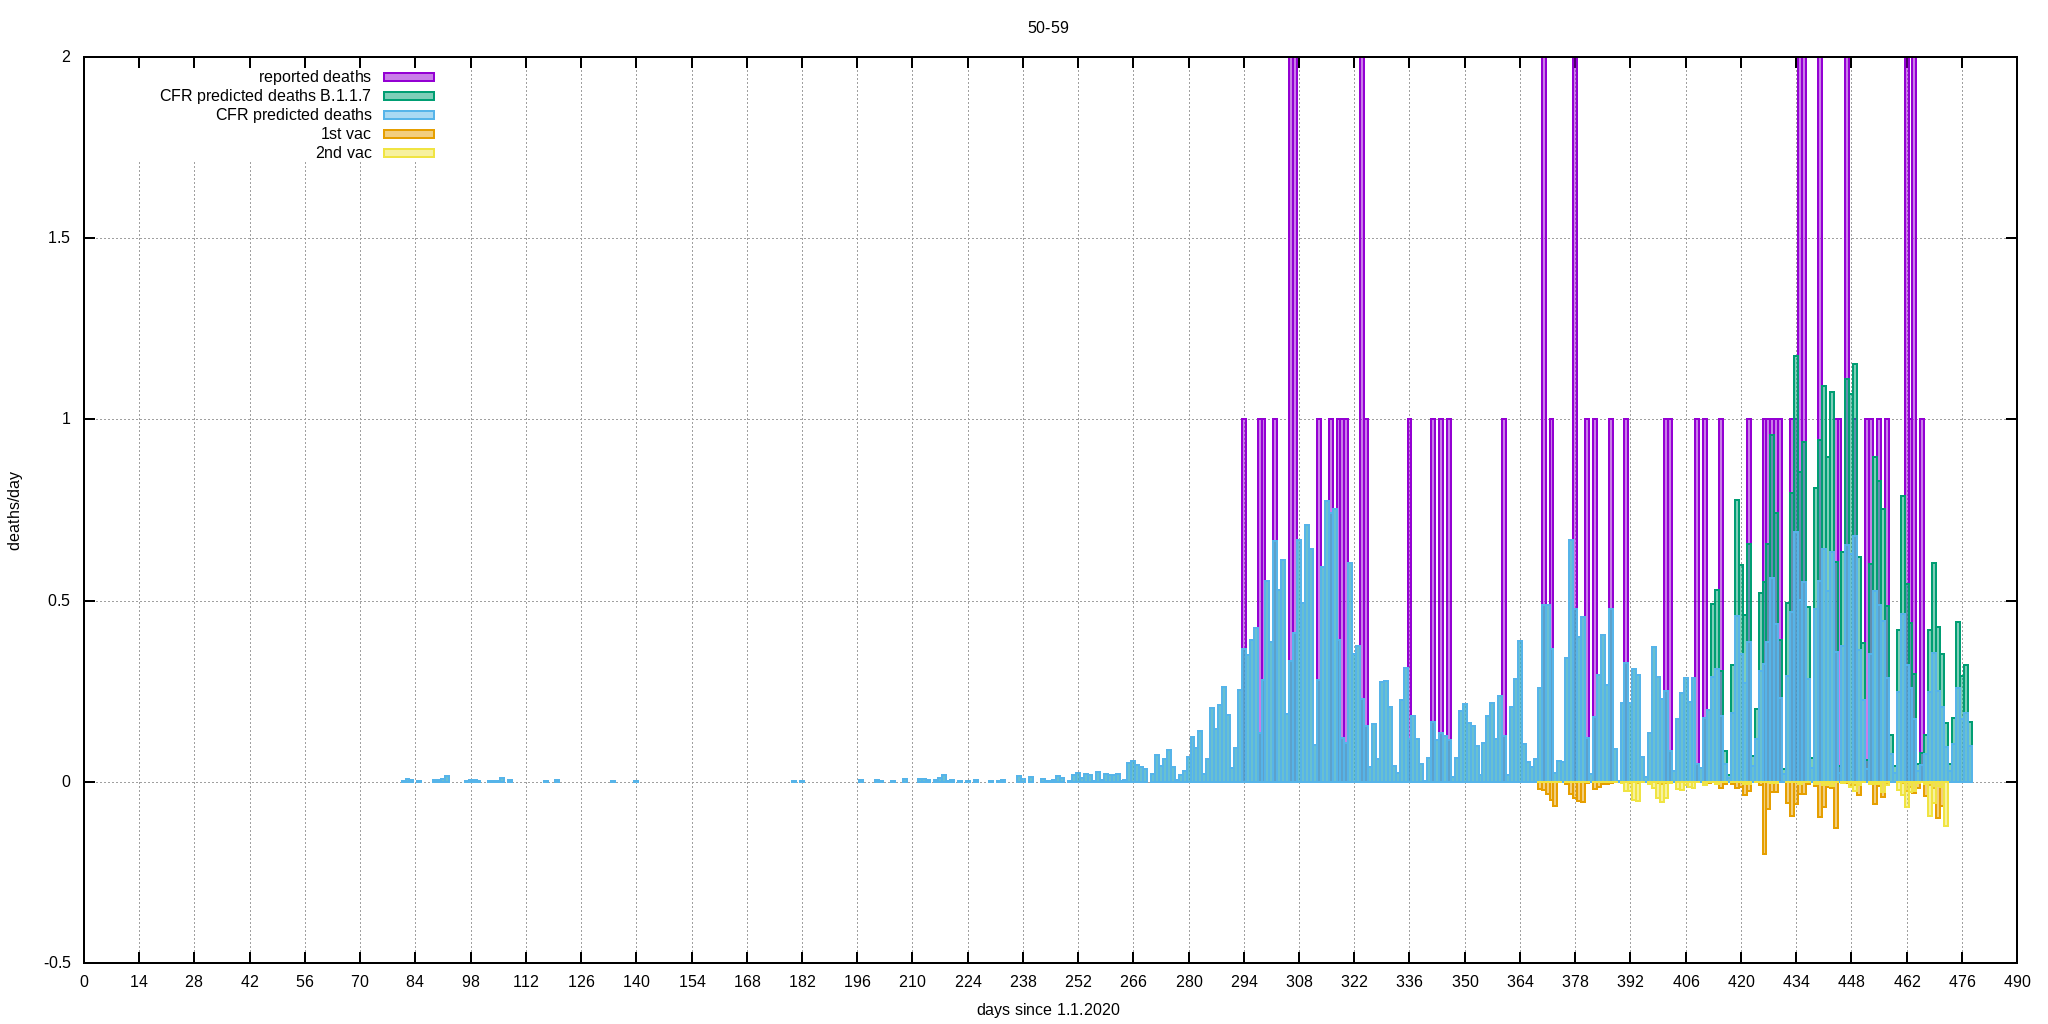 50-59
2
reported deaths
CFR predicted deaths B.1.1.7
CFR predicted deaths
1st vac
2nd vac
1.5
1
0.5
0
-0.5
deaths/day
0 14 28 42 56 70 84 98 112 126 140 154 168 182 196 210 224 238 252 266 280 294 308 322 336 350 364 378 392 406 420 434 448 462 476 490
days since 1.1.2020